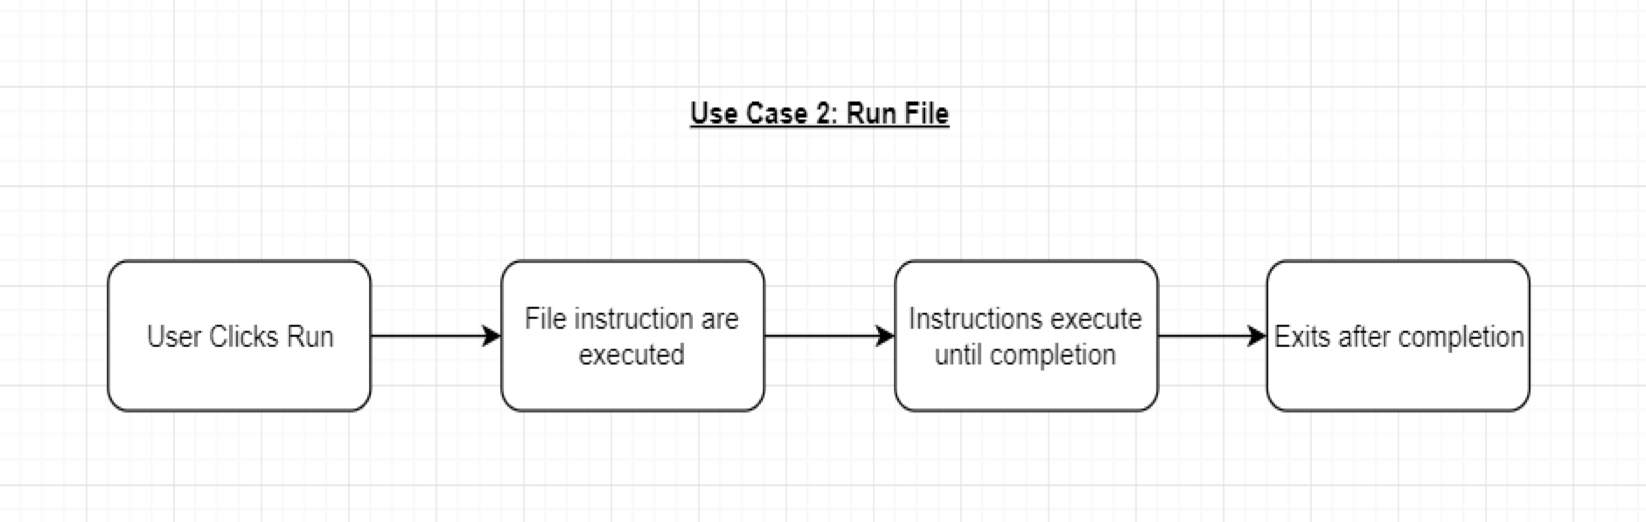 Use Case 2: Run File
User Clicks Run
File instruction are
executed
Instructions execute
until completion
Exits after completion